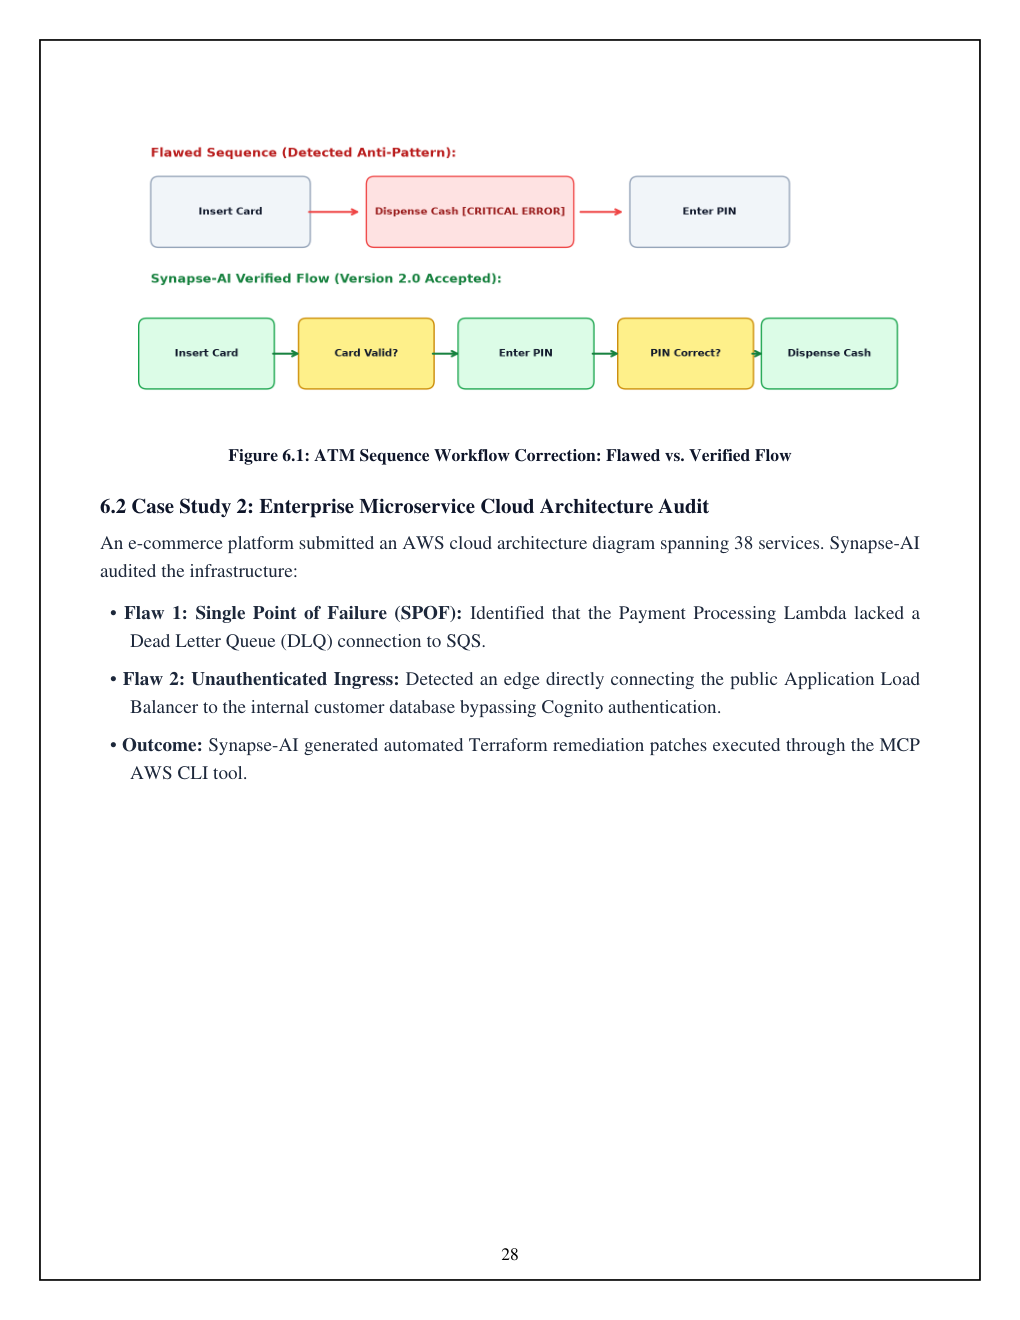 Flawed Sequence (Detected Anti-Pattern):
Insert Card
Dispense Cash [CRITICAL ERROR]
Enter PIN
Synapse-AI Verified Flow (Version 2.0 Accepted):
Insert Card
Card Valid?
Enter PIN
PIN Correct?
Dispense Cash
Figure 6.1: ATM Sequence Workflow Correction: Flawed vs. Verified Flow
6.2 Case Study 2: Enterprise Microservice Cloud Architecture Audit
An e-commerce platform submitted an AWS cloud architecture diagram spanning 38 services. Synapse-AI
audited the infrastructure:
• Flaw 1: Single Point of Failure (SPOF): Identified that the Payment Processing Lambda lacked a
Dead Letter Queue (DLQ) connection to SQS.
• Flaw 2: Unauthenticated Ingress: Detected an edge directly connecting the public Application Load
Balancer to the internal customer database bypassing Cognito authentication.
• Outcome: Synapse-AI generated automated Terraform remediation patches executed through the MCP
AWS CLI tool.
28